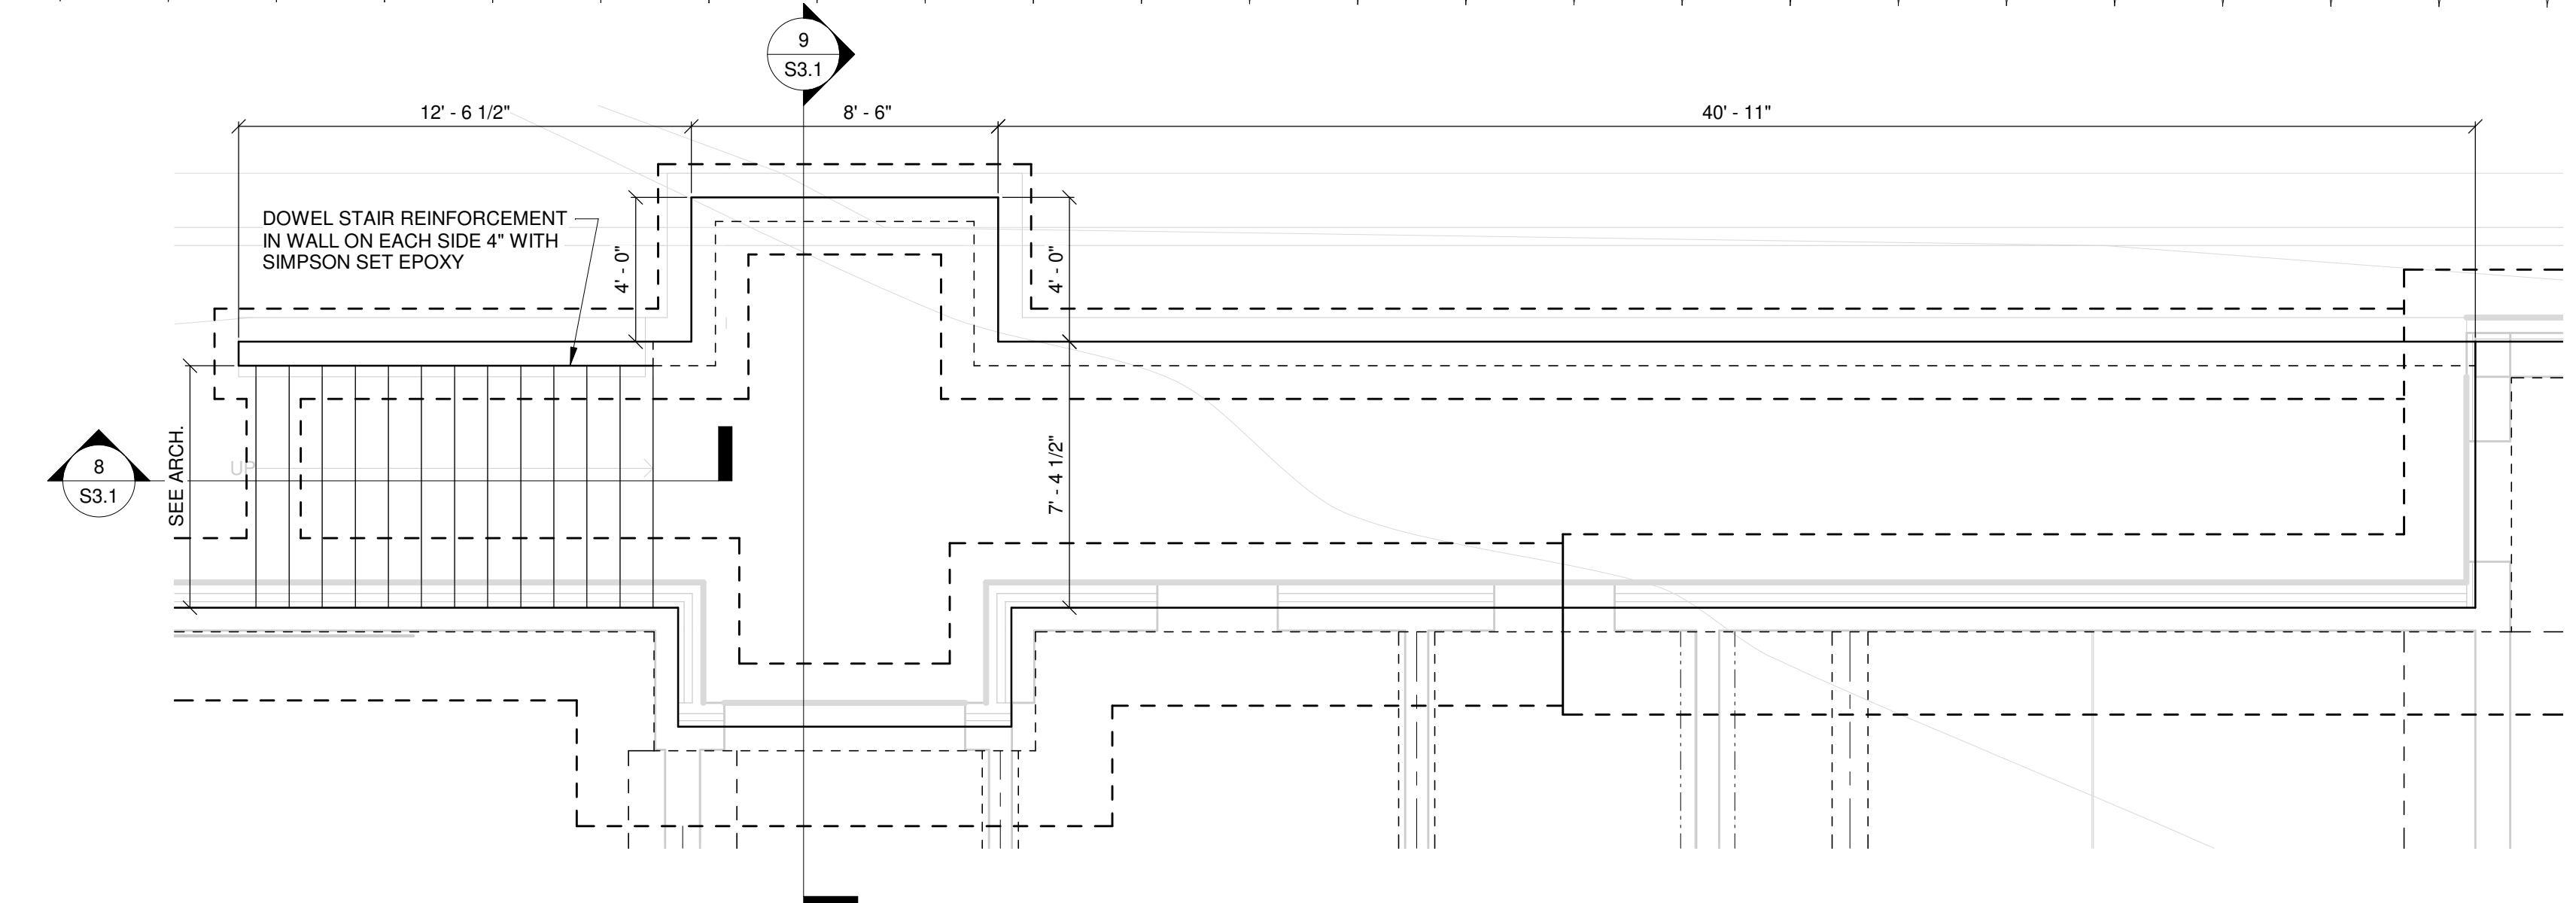 9
S3.1
12' - 6 1/2"
8' - 6"
40' - 11"
DOWEL STAIR REINFORCEMENT
IN WALL ON EACH SIDE 4" WITH
SIMPSON SET EPOXY
4' - 0"
4' - 0"
7' - 4 1/2"
SEE ARCH.
UP
8
S3.1